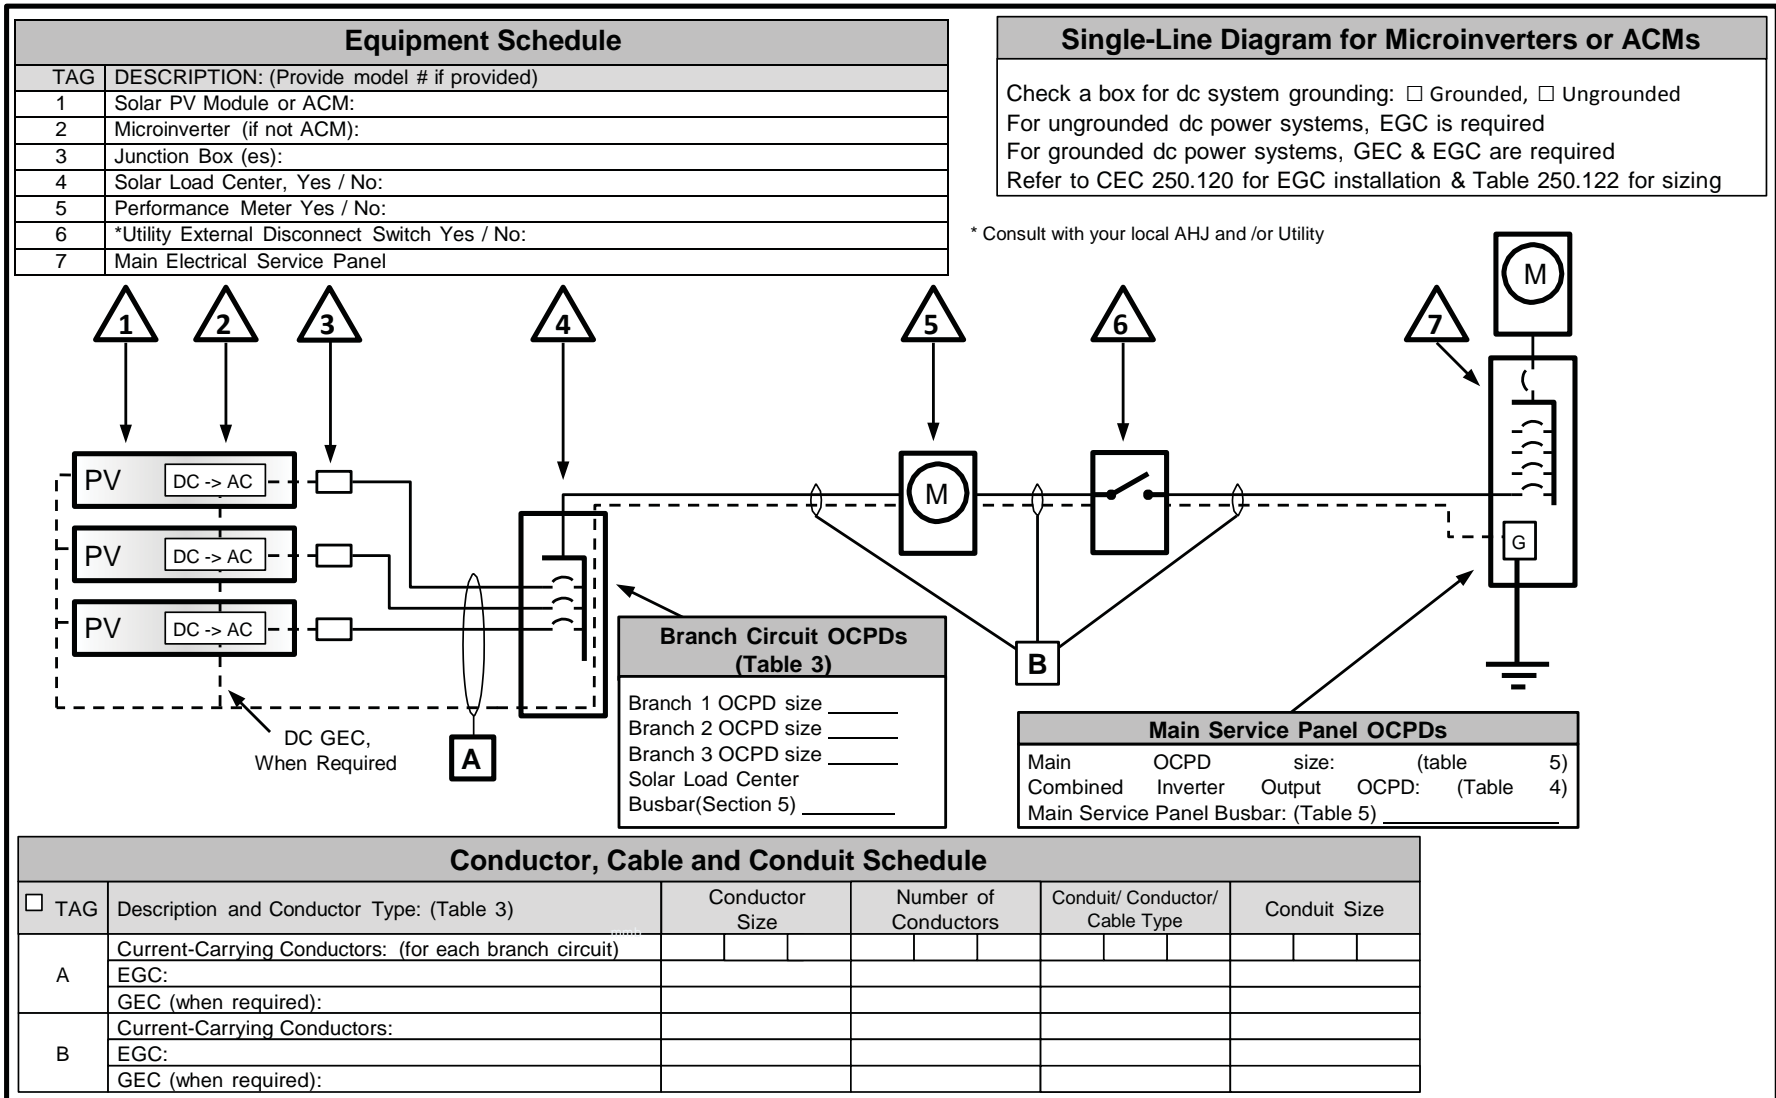 Equipment Schedule
TAG DESCRIPTION: (Provide model # if provided)
1 Solar PV Module or ACM:
2 Microinverter (if not ACM):
3 Junction Box (es):
4 Solar Load Center, Yes / No:
5 Performance Meter Yes / No:
6 *Utility External Disconnect Switch Yes / No:
7 Main Electrical Service Panel
Single-Line Diagram for Microinverters or ACMs
Check a box for dc system grounding: ☐ Grounded, ☐ Ungrounded
For ungrounded dc power systems, EGC is required
For grounded dc power systems, GEC & EGC are required
Refer to CEC 250.120 for EGC installation & Table 250.122 for sizing
* Consult with your local AHJ and /or Utility
M
1 2 3 4 5 6 7
PV DC -> AC
M
G
PV DC -> AC
PV DC -> AC
DC GEC,
When Required
A
B
Branch Circuit OCPDs
(Table 3)
Branch 1 OCPD size ______
Branch 2 OCPD size ______
Branch 3 OCPD size ______
Solar Load Center
Busbar(Section 5) ________
Main Service Panel OCPDs
Main OCPD size: (table 5)
Combined Inverter Output OCPD: (Table 4)
Main Service Panel Busbar: (Table 5) ________________
Conductor, Cable and Conduit Schedule
☐ TAG Description and Conductor Type: (Table 3) Conductor Size Number of Conductors Conduit/ Conductor/ Cable Type Conduit Size
A Current-Carrying Conductors: (for each branch circuit)
EGC:
GEC (when required):
B Current-Carrying Conductors:
EGC:
GEC (when required):